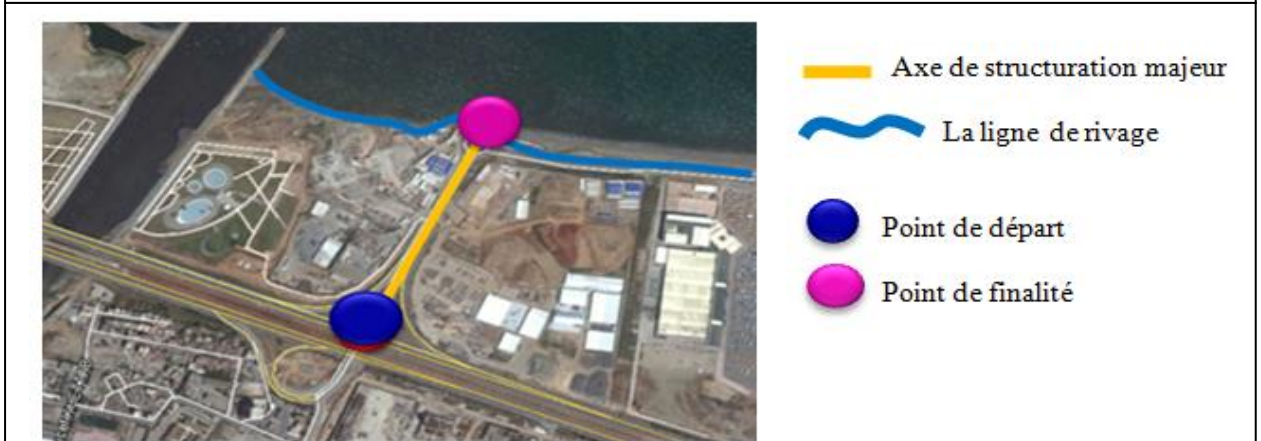 Axe de structuration majeur
La ligne de rivage
Point de départ
Point de finalité